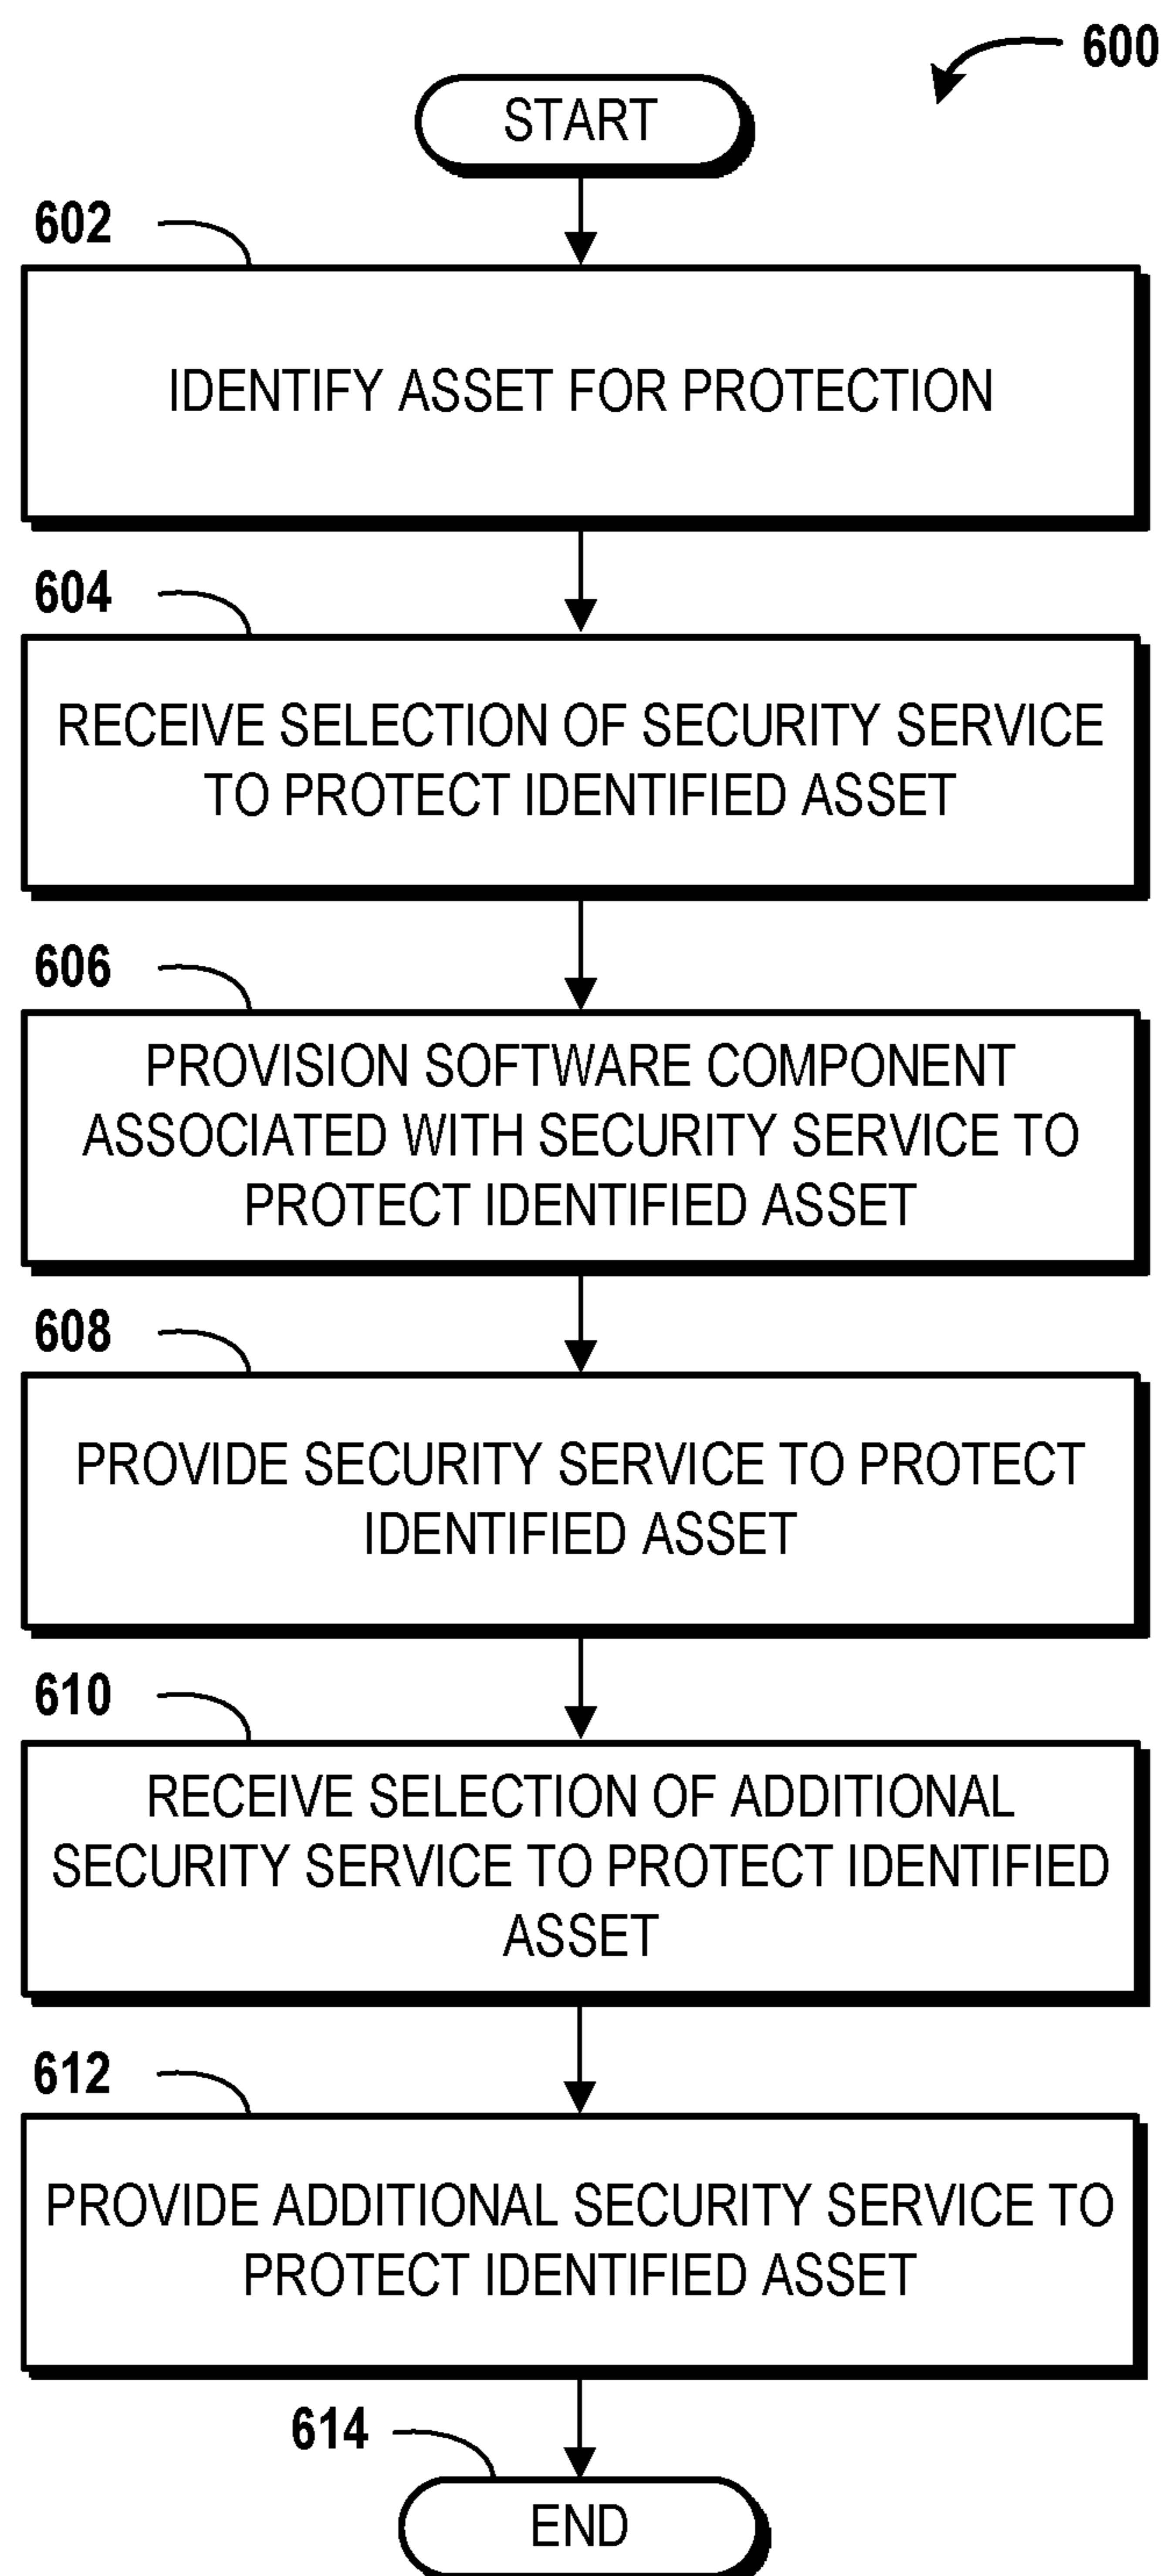 600
START
602
IDENTIFY ASSET FOR PROTECTION
604
RECEIVE SELECTION OF SECURITY SERVICE
TO PROTECT IDENTIFIED ASSET
606
PROVISION SOFTWARE COMPONENT
ASSOCIATED WITH SECURITY SERVICE TO
PROTECT IDENTIFIED ASSET
608
PROVIDE SECURITY SERVICE TO PROTECT
IDENTIFIED ASSET
610
RECEIVE SELECTION OF ADDITIONAL
SECURITY SERVICE TO PROTECT IDENTIFIED
ASSET
612
PROVIDE ADDITIONAL SECURITY SERVICE TO
PROTECT IDENTIFIED ASSET
614
END